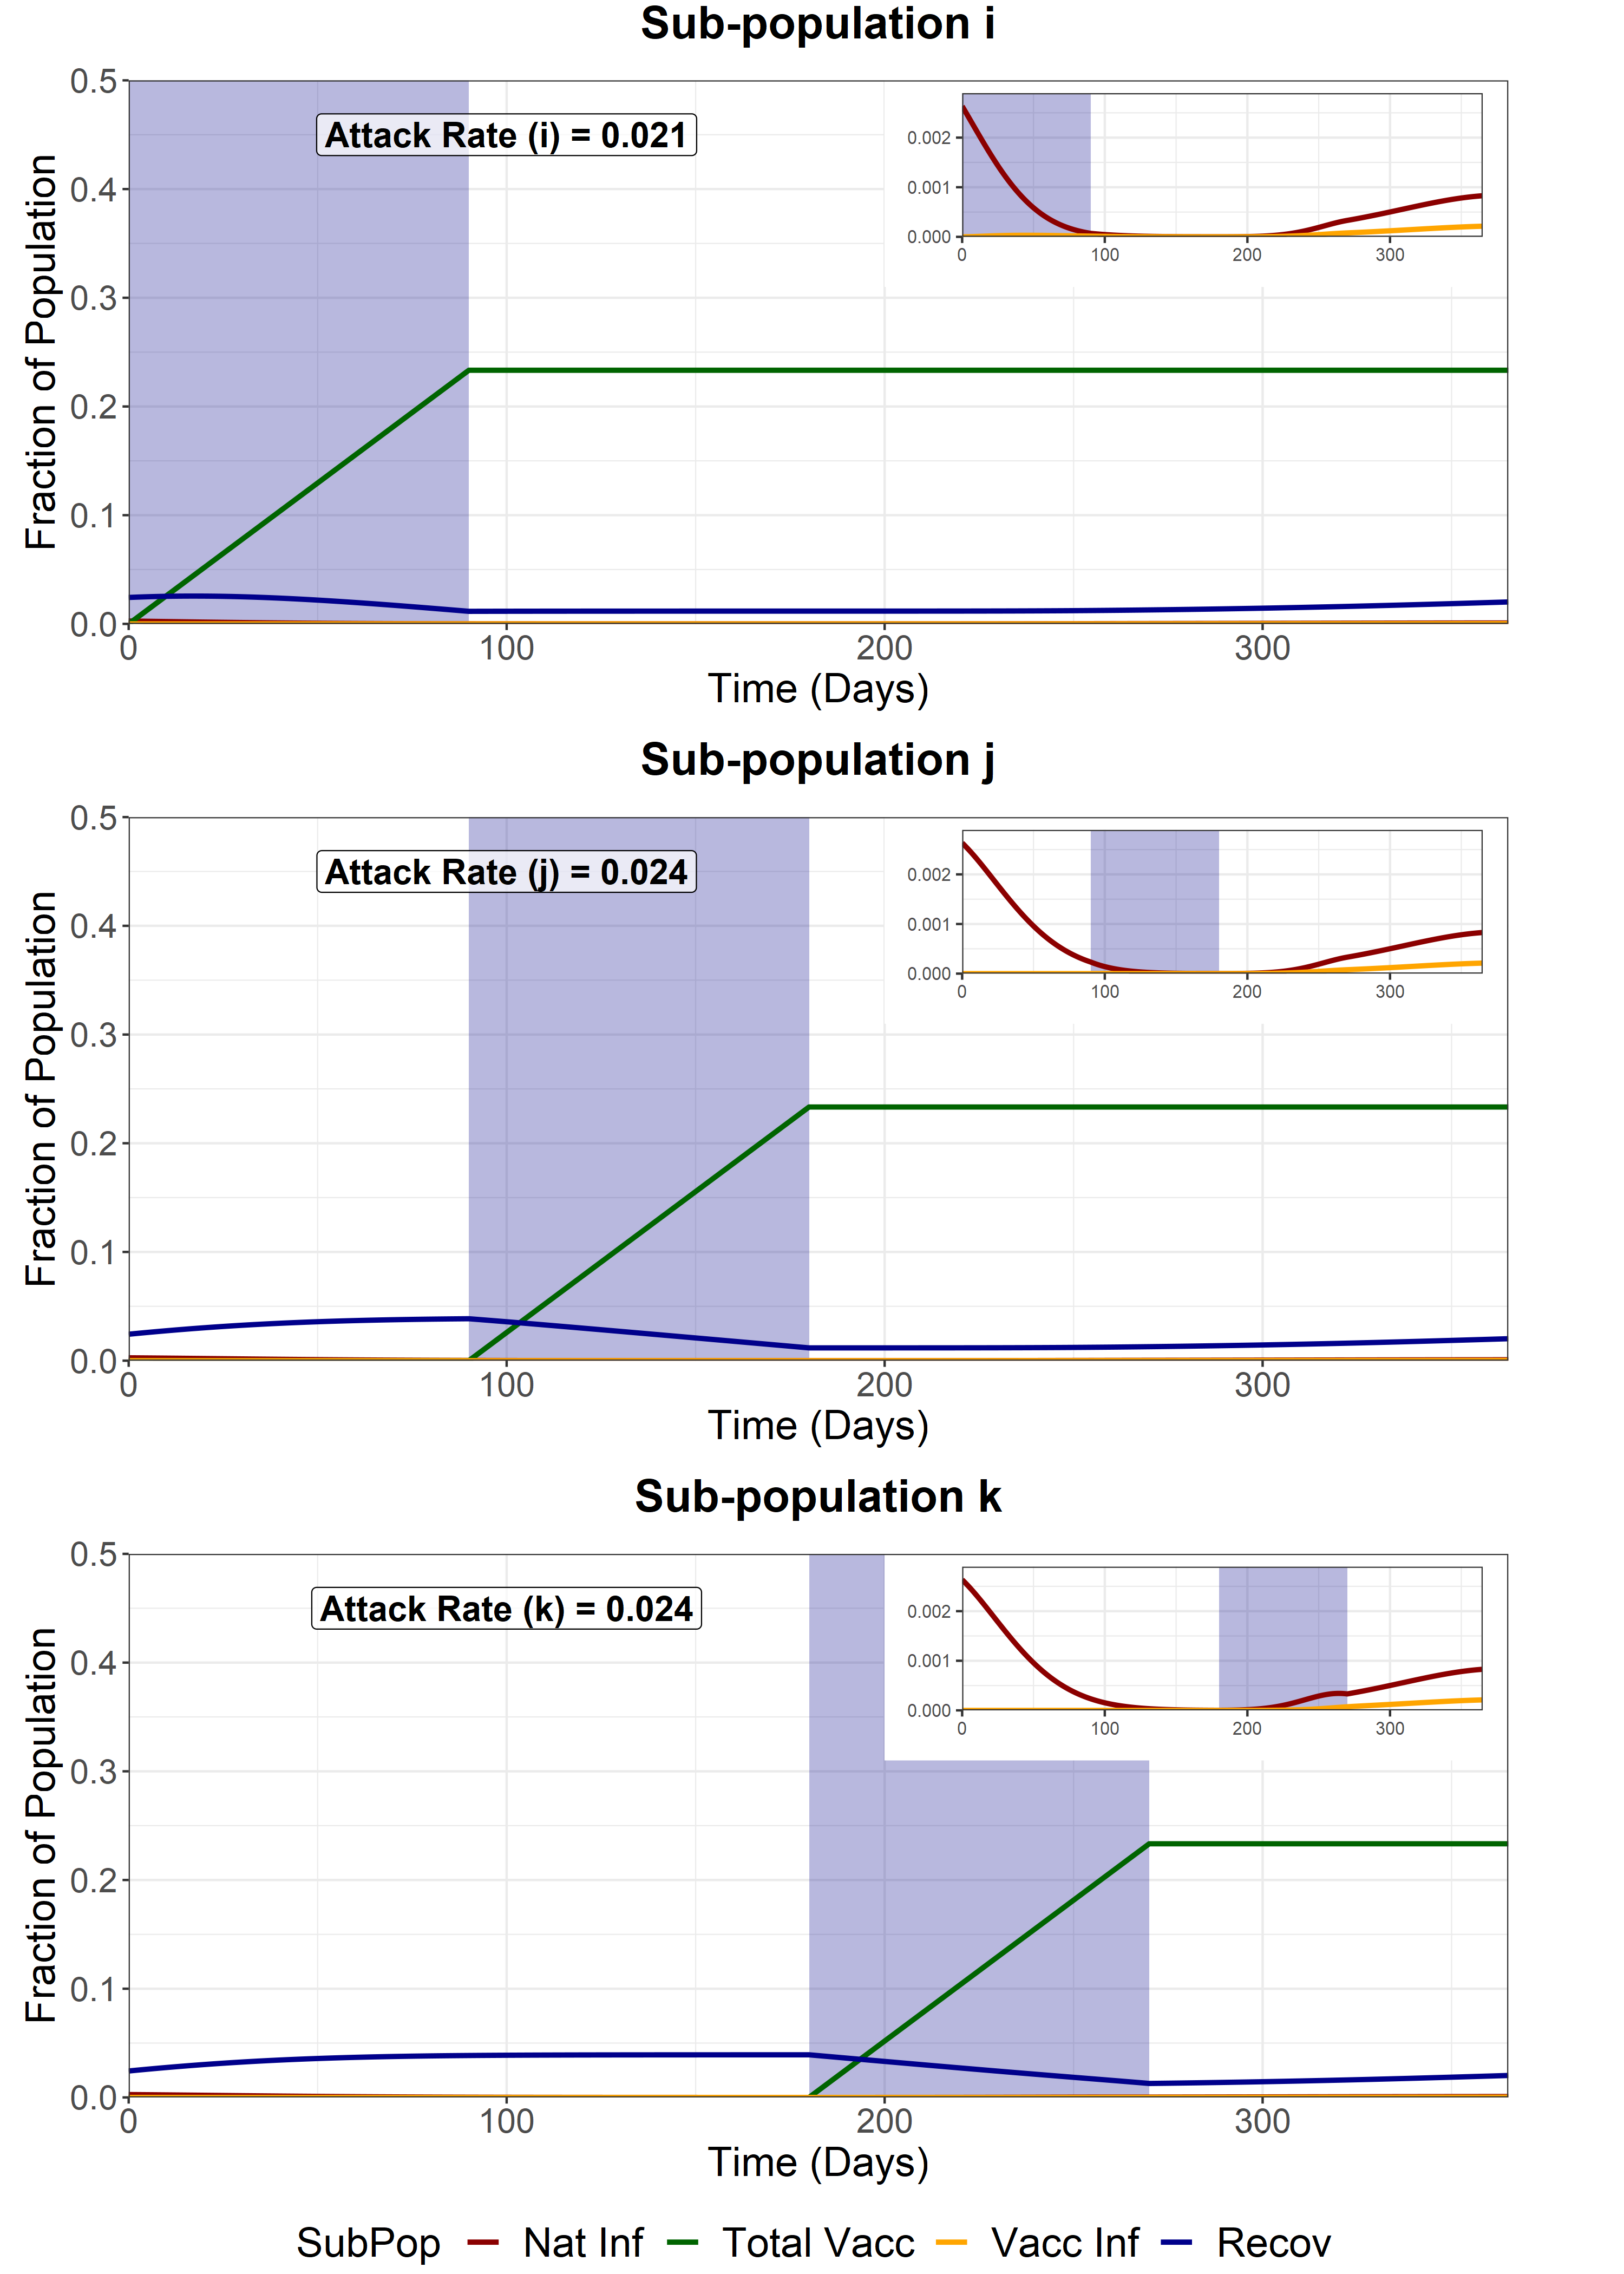 Sub-population i
Fraction of Population
0.5
0.4
0.3
0.2
0.1
0.0
Attack Rate (i) = 0.021
0.002
0.001
0.000
0 100 200 300
0 100 200 300
Time (Days)
Sub-population j
Fraction of Population
0.5
0.4
0.3
0.2
0.1
0.0
Attack Rate (j) = 0.024
0.002
0.001
0.000
0 100 200 300
0 100 200 300
Time (Days)
Sub-population k
Fraction of Population
0.5
0.4
0.3
0.2
0.1
0.0
Attack Rate (k) = 0.024
0.002
0.001
0.000
0 100 200 300
0 100 200 300
Time (Days)
SubPop Nat Inf Total Vacc Vacc Inf Recov